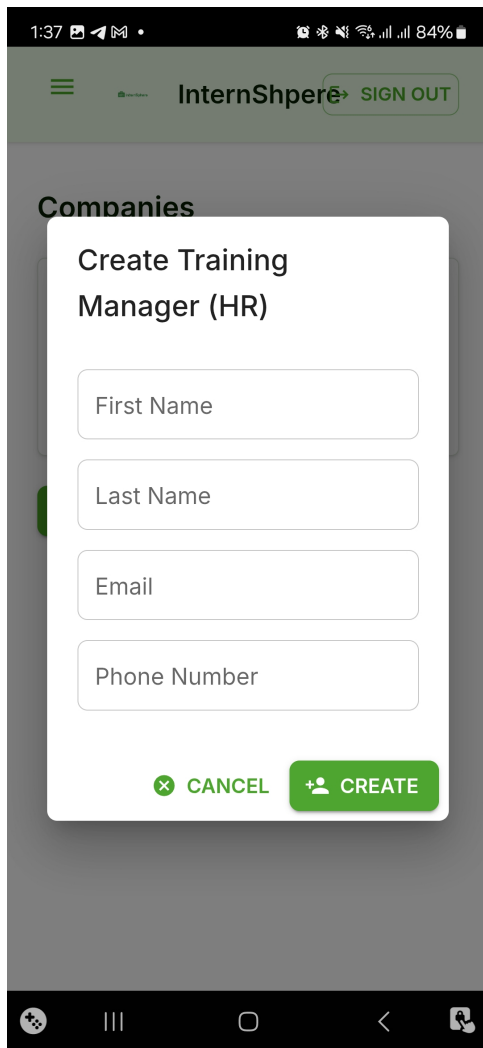 1:37
84%
InternShpere
SIGN OUT
Companies
Create Training
Manager (HR)
First Name
Last Name
Email
Phone Number
CANCEL
CREATE